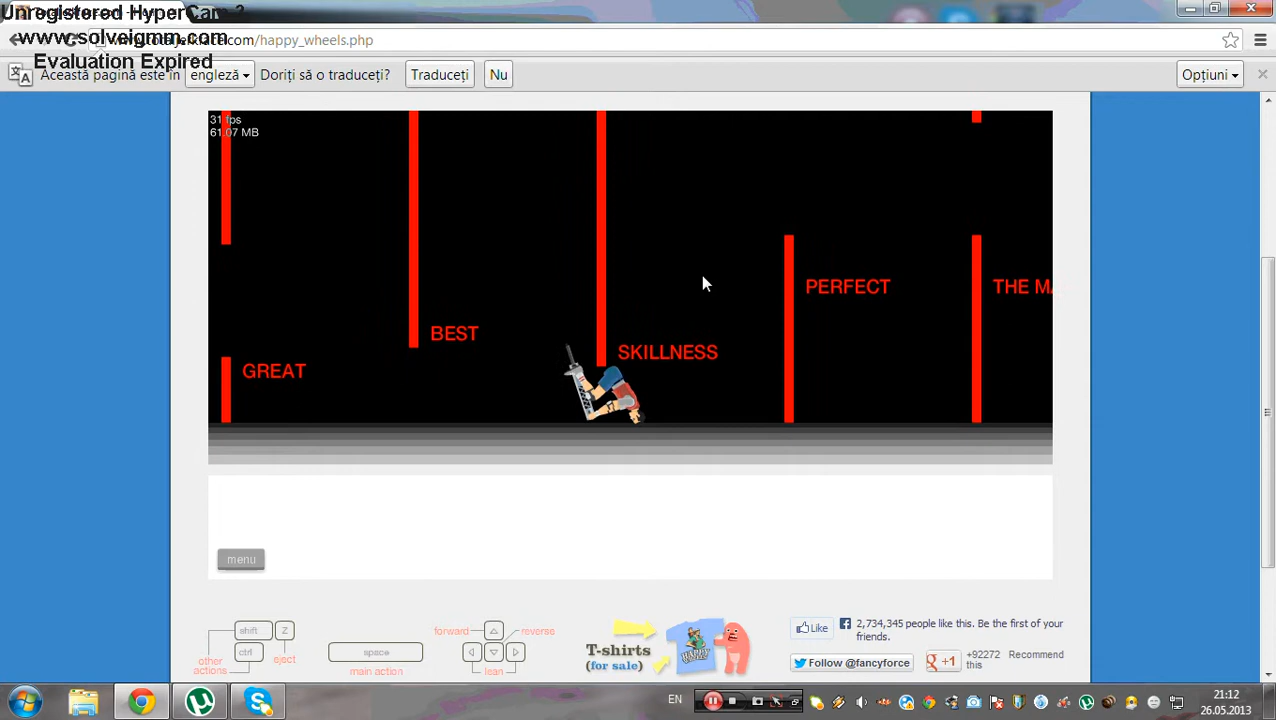 Unregistered HyperCam 2
www.solveigmm.com
Evaluation Expired
/happy_wheels.php
Această pagină este în engleză Doriți să o traduceți? Traduceți Nu Opțiuni
31 fps
61.07 MB
GREAT
BEST
SKILLNESS
PERFECT
THE MA
menu
shift Z
ctrl eject
other actions
space
main action
forward reverse
lean
T-shirts
(for sale)
HAPPY
Like
2,734,345 people like this. Be the first of your friends.
Follow @fancyforce
+1
+92272 Recommend this
EN
21:12
26.05.2013